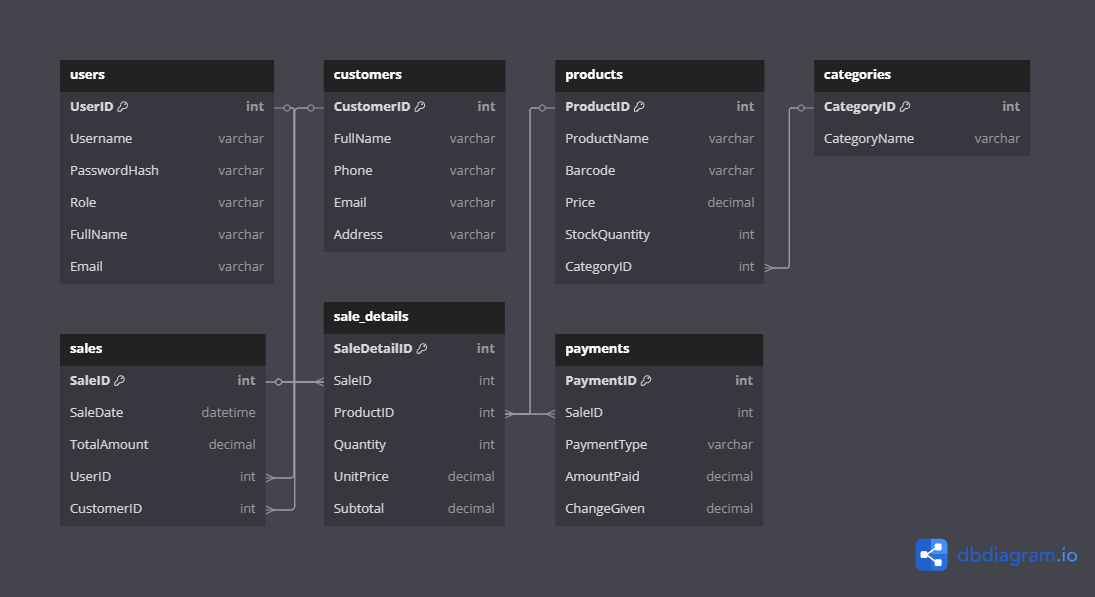 users
UserID int
Username varchar
PasswordHash varchar
Role varchar
FullName varchar
Email varchar
customers
CustomerID int
FullName varchar
Phone varchar
Email varchar
Address varchar
products
ProductID int
ProductName varchar
Barcode varchar
Price decimal
StockQuantity int
CategoryID int
categories
CategoryID int
CategoryName varchar
sales
SaleID int
SaleDate datetime
TotalAmount decimal
UserID int
CustomerID int
sale_details
SaleDetailID int
SaleID int
ProductID int
Quantity int
UnitPrice decimal
Subtotal decimal
payments
PaymentID int
SaleID int
PaymentType varchar
AmountPaid decimal
ChangeGiven decimal
dbdiagram.io